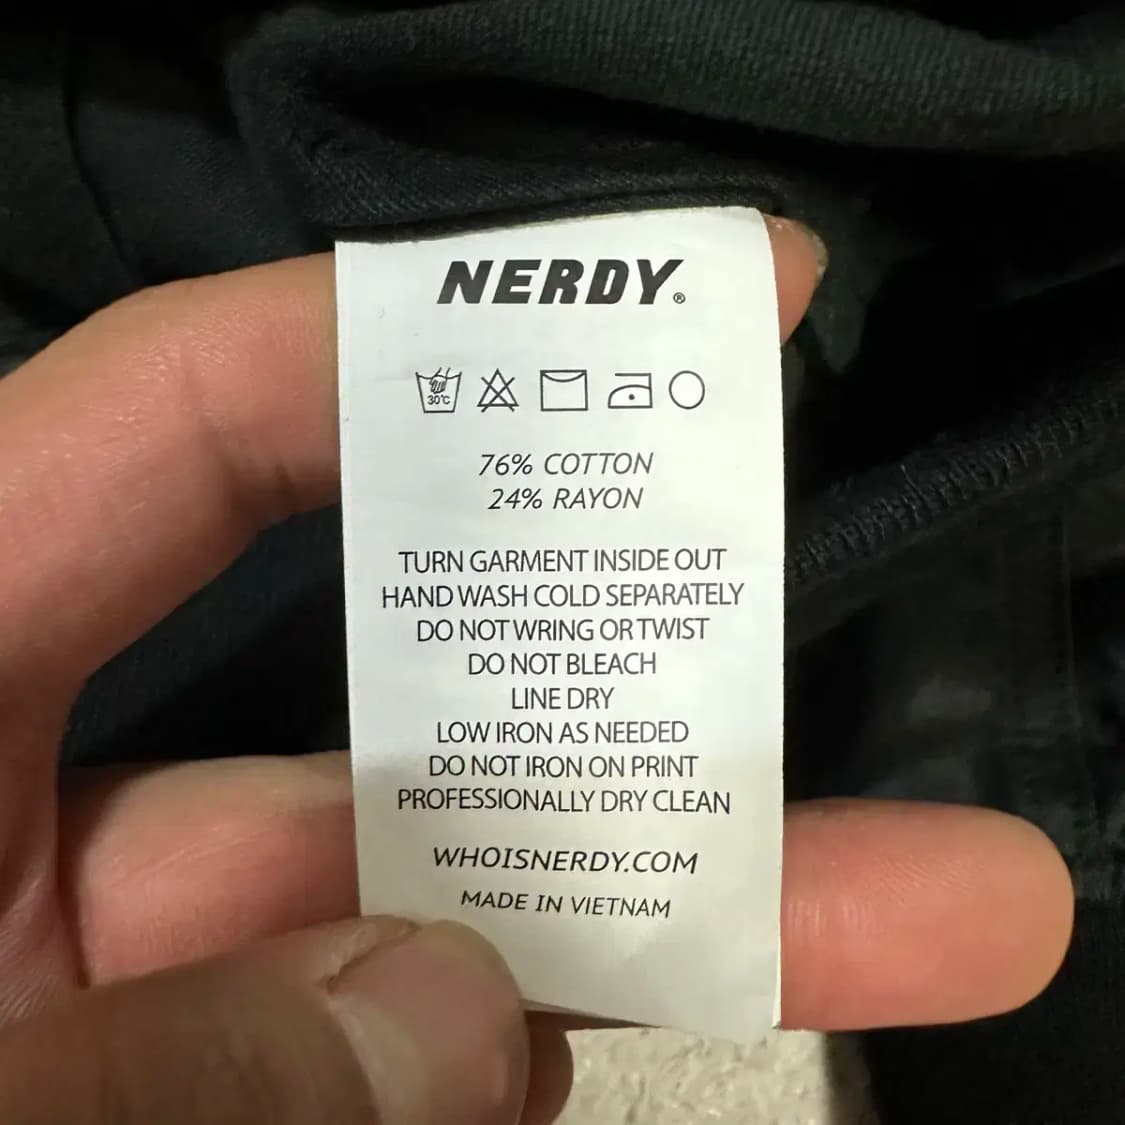 NERDY®
30°C
76% COTTON
24% RAYON
TURN GARMENT INSIDE OUT
HAND WASH COLD SEPARATELY
DO NOT WRING OR TWIST
DO NOT BLEACH
LINE DRY
LOW IRON AS NEEDED
DO NOT IRON ON PRINT
PROFESSIONALLY DRY CLEAN
WHOISNERDY.COM
MADE IN VIETNAM